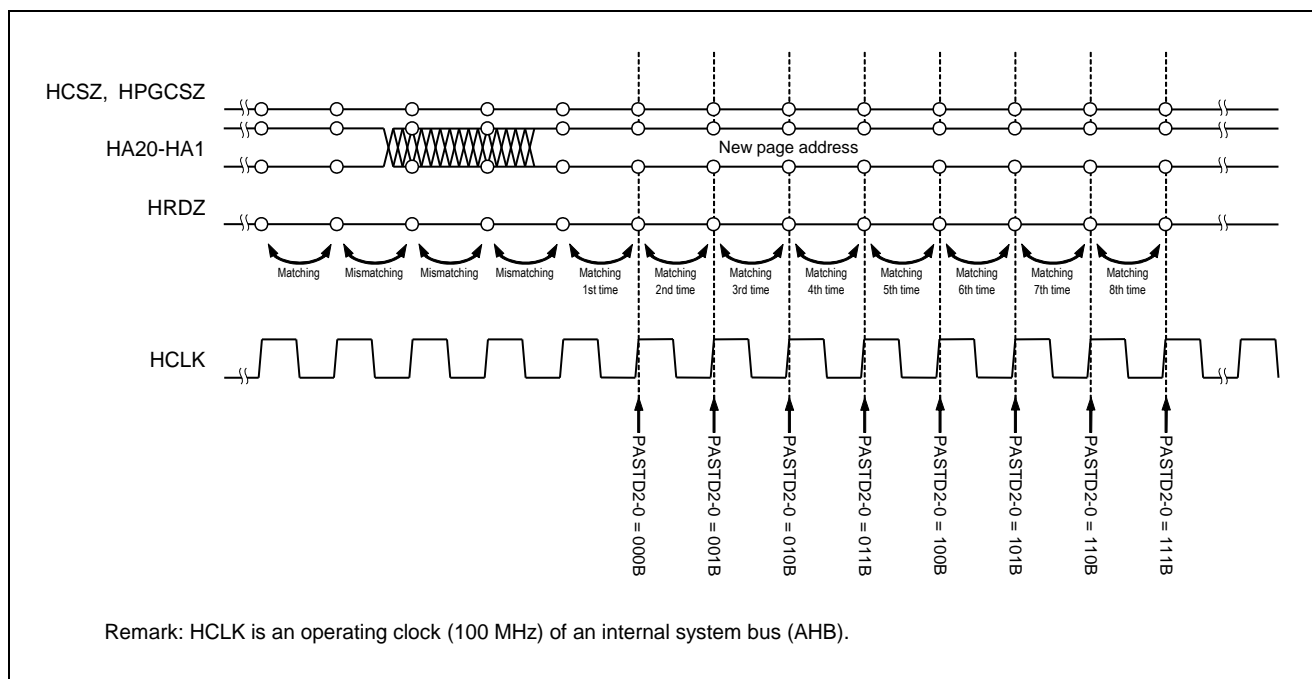 HCSZ, HPGCSZ
HA20-HA1
New page address
HRDZ
Matching
Mismatching
Mismatching
Mismatching
Matching
1st time
Matching
2nd time
Matching
3rd time
Matching
4th time
Matching
5th time
Matching
6th time
Matching
7th time
Matching
8th time
HCLK
PASTD2-0 = 000B
PASTD2-0 = 001B
PASTD2-0 = 010B
PASTD2-0 = 011B
PASTD2-0 = 100B
PASTD2-0 = 101B
PASTD2-0 = 110B
PASTD2-0 = 111B
Remark: HCLK is an operating clock (100 MHz) of an internal system bus (AHB).